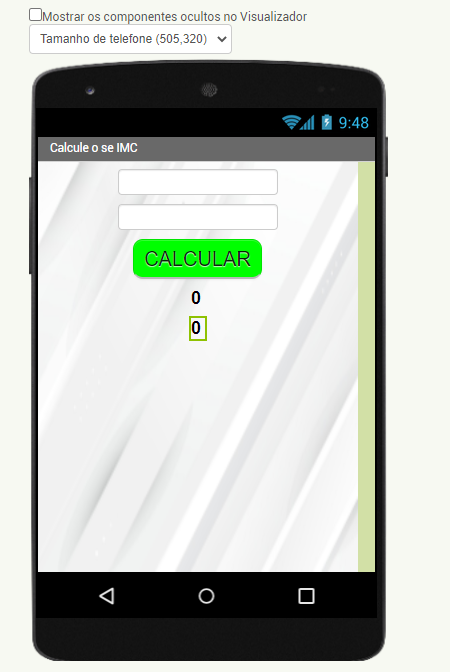 Mostrar os componentes ocultos no Visualizador
Tamanho de telefone (505,320)
9:48
Calcule o se IMC
CALCULAR
0
0